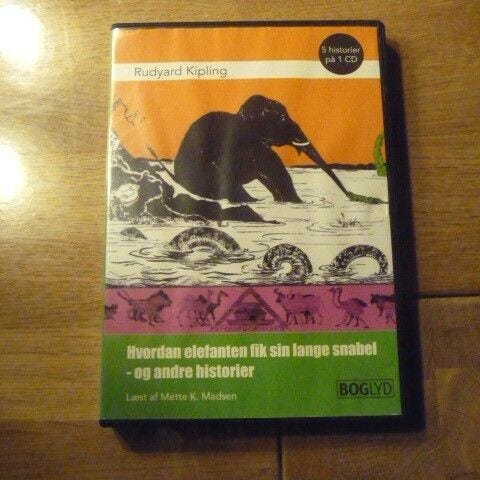 Rudyard Kipling
5 historier
på 1 CD
Hvordan elefanten fik sin lange snabel
- og andre historier
Læst af Mette K. Madsen
BOGLYD